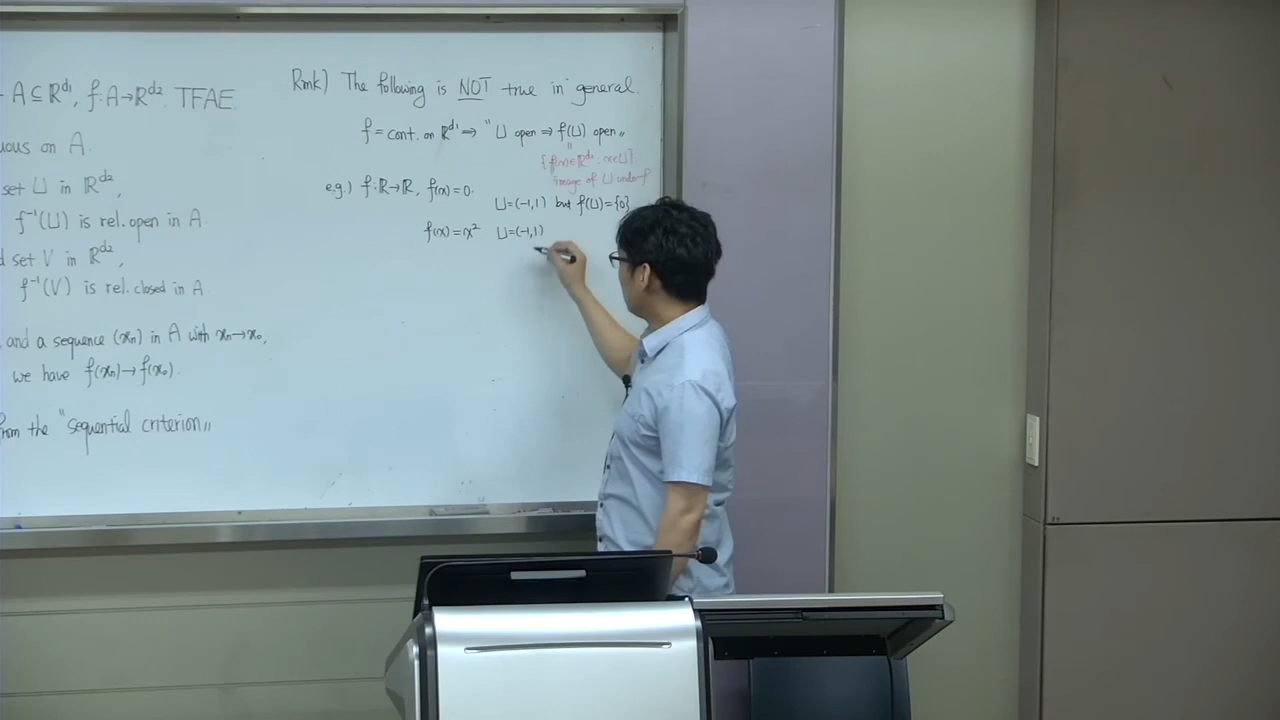 A ⊆ ℝ^d1, f: A→ℝ^d2. TFAE.
uous on A.
set U in ℝ^d2,
f^-1(U) is rel. open in A.
d set V in ℝ^d2,
f^-1(V) is rel. closed in A
and a sequence (xn) in A with xn→x0,
we have f(xn)→f(x0).
from the "sequential criterion"
Rmk) The following is NOT true in general.
f = cont. on ℝ^d1 ⇒ "U open ⇒ f(U) open"
"
{f(x)∈ℝ^d2 : x∈U}
image of U under f
e.g.) f: ℝ→ℝ, f(x)=0.
U=(-1,1) but f(U)={0}
f(x)=x² U=(-1,1)